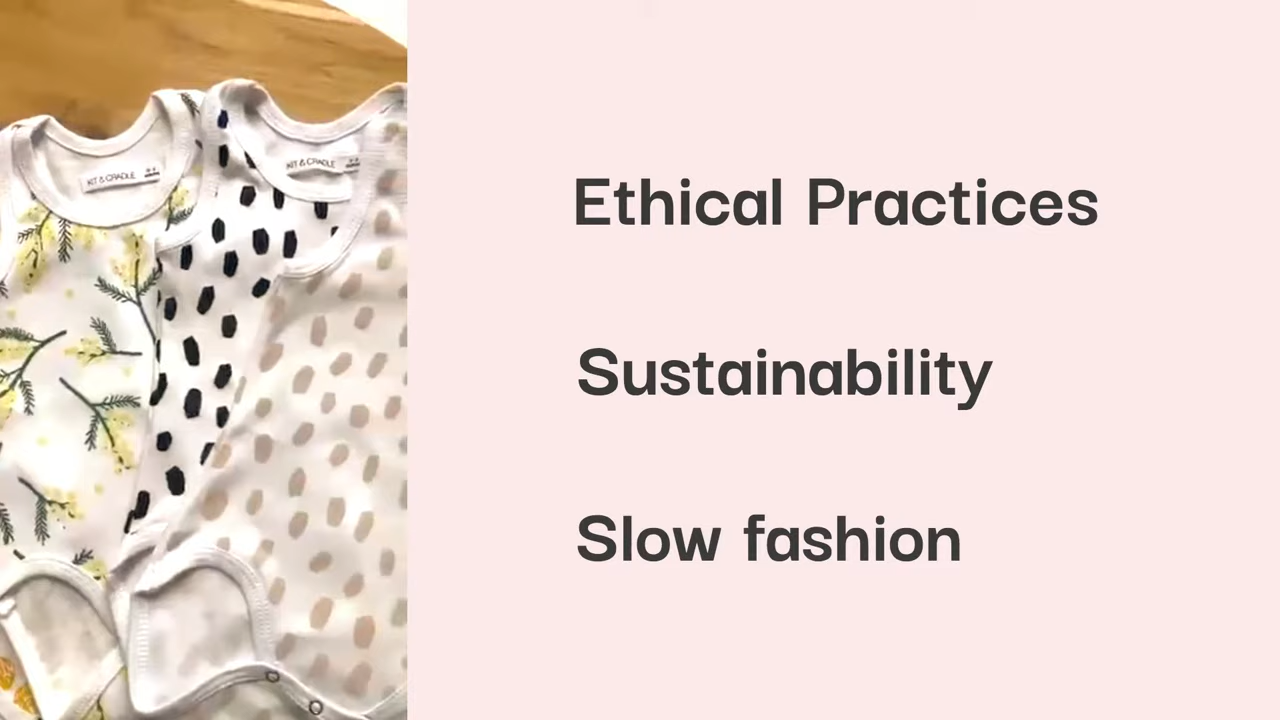 KIT & CRADLE
KIT & CRADLE
Ethical Practices
Sustainability
Slow fashion